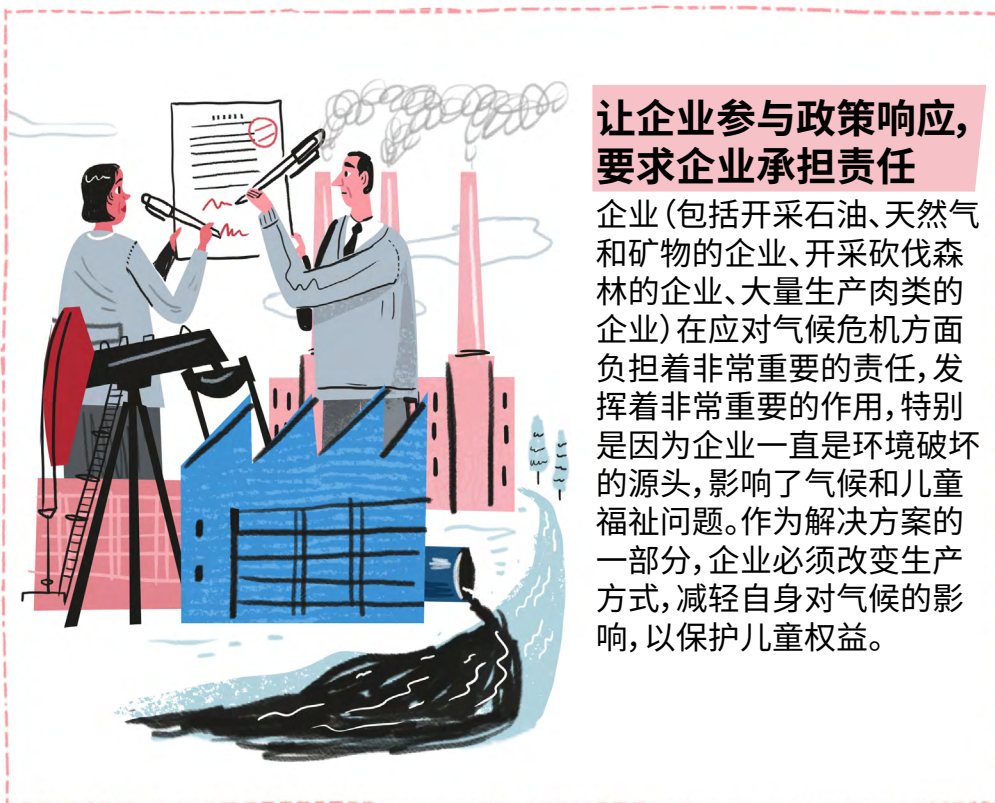 让企业参与政策响应，
要求企业承担责任
企业（包括开采石油、天然气
和矿物的企业、开采砍伐森
林的企业、大量生产肉类的
企业）在应对气候危机方面
负担着非常重要的责任，发
挥着非常重要的作用，特别
是因为企业一直是环境破坏
的源头，影响了气候和儿童
福祉问题。作为解决方案的
一部分，企业必须改变生产
方式，减轻自身对气候的影
响，以保护儿童权益。